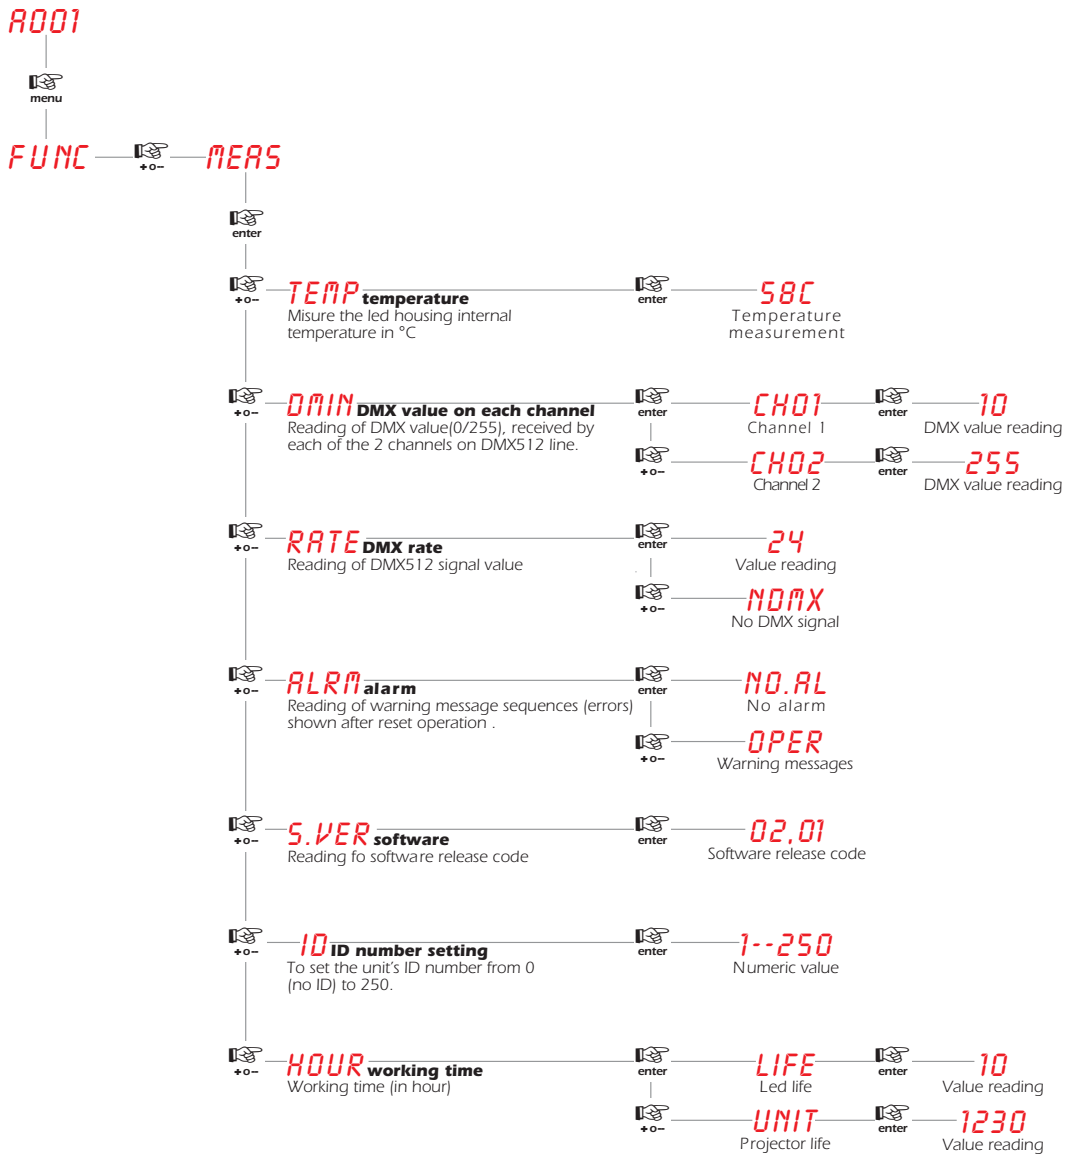 A001
menu
FUNC +o- MEAS
enter
+o- TEMP temperature enter 58C
Misure the led housing internal
temperature in °C
Temperature
measurement
+o- DMIN DMX value on each channel enter CH01 enter 10
Reading of DMX value(0/255), received by
each of the 2 channels on DMX512 line.
Channel 1 DMX value reading
+o- CH02 enter 255
Channel 2 DMX value reading
+o- RATE DMX rate enter 24
Reading of DMX512 signal value Value reading
+o- NDMX
No DMX signal
+o- ALRM alarm enter NO.AL
Reading of warning message sequences (errors)
shown after reset operation .
No alarm
+o- OPER
Warning messages
+o- S.VER software enter 02,01
Reading fo software release code Software release code
+o- ID ID number setting enter 1--250
To set the unit's ID number from 0
(no ID) to 250.
Numeric value
+o- HOUR working time enter LIFE enter 10
Working time (in hour) Led life Value reading
+o- UNIT enter 1230
Projector life Value reading